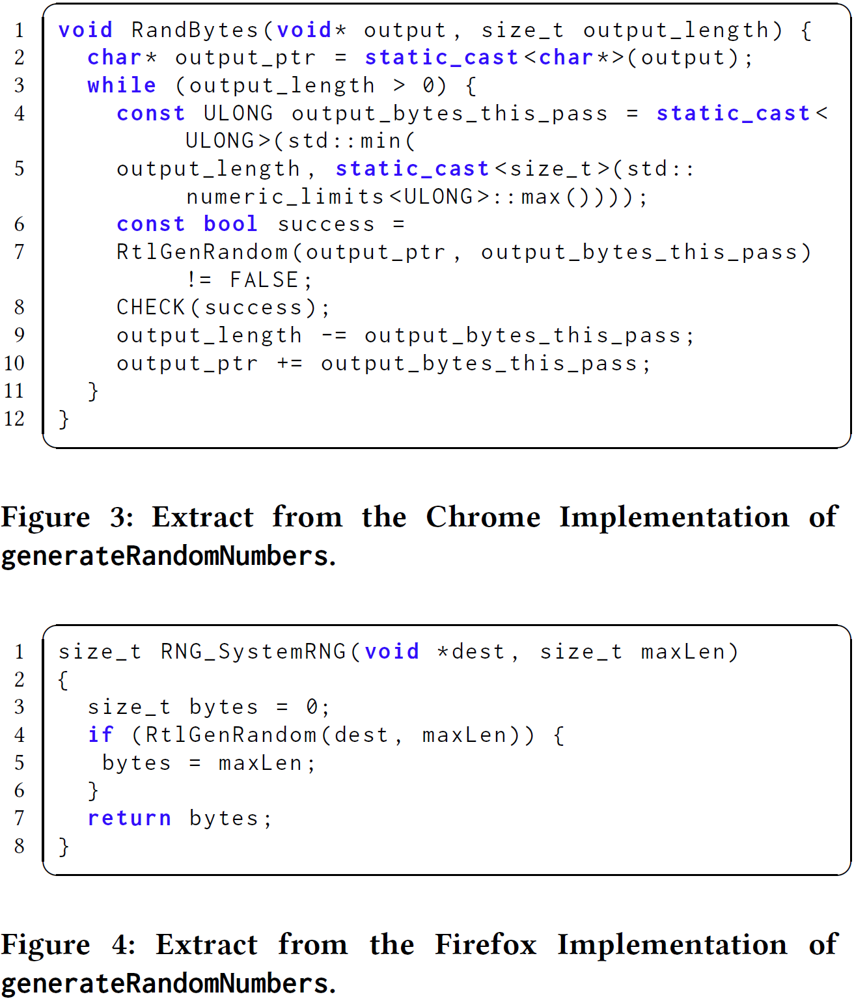 1 void RandBytes(void* output, size_t output_length) {
2 char* output_ptr = static_cast<char*>(output);
3 while (output_length > 0) {
4 const ULONG output_bytes_this_pass = static_cast<
ULONG>(std::min(
5 output_length, static_cast<size_t>(std::
numeric_limits<ULONG>::max())));
6 const bool success =
7 RtlGenRandom(output_ptr, output_bytes_this_pass)
!= FALSE;
8 CHECK(success);
9 output_length -= output_bytes_this_pass;
10 output_ptr += output_bytes_this_pass;
11 }
12 }
Figure 3: Extract from the Chrome Implementation of
generateRandomNumbers.
1 size_t RNG_SystemRNG(void *dest, size_t maxLen)
2 {
3 size_t bytes = 0;
4 if (RtlGenRandom(dest, maxLen)) {
5 bytes = maxLen;
6 }
7 return bytes;
8 }
Figure 4: Extract from the Firefox Implementation of
generateRandomNumbers.